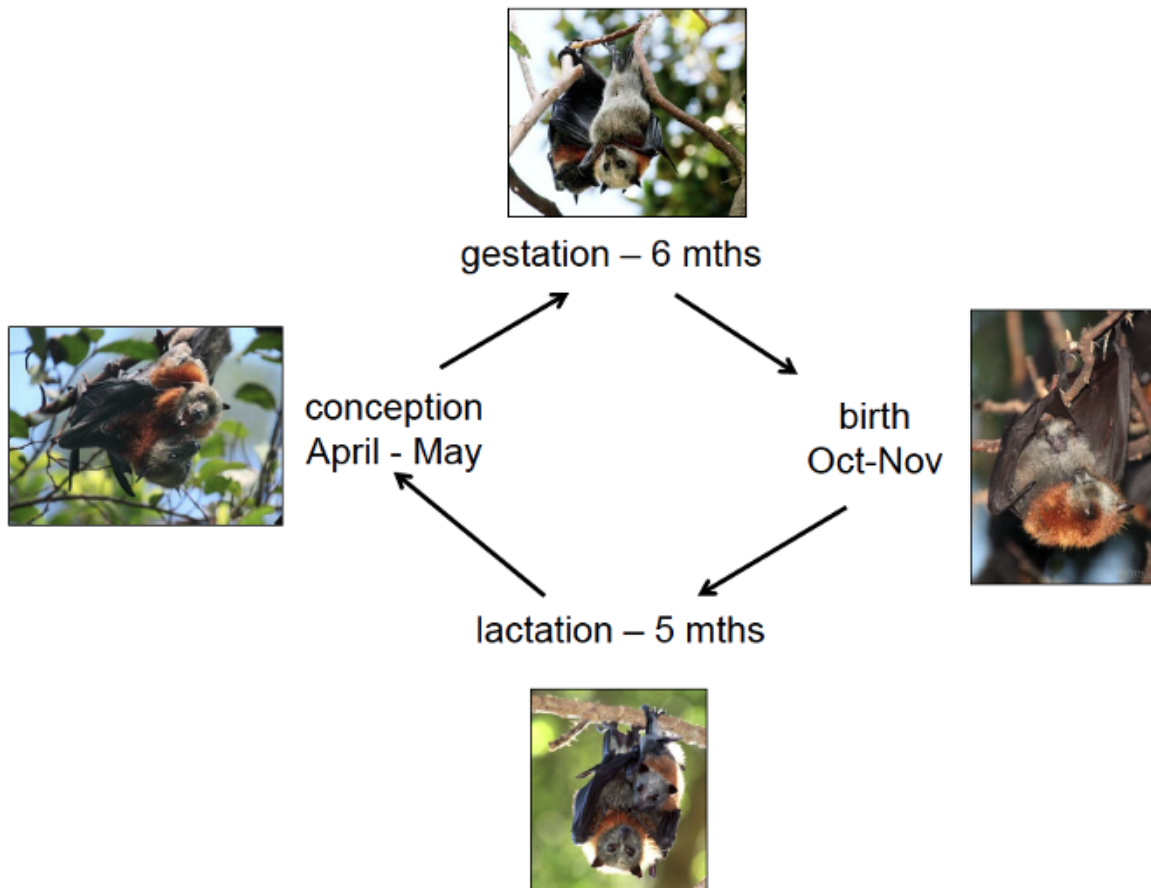 gestation – 6 mths
conception
April - May
birth
Oct-Nov
lactation – 5 mths